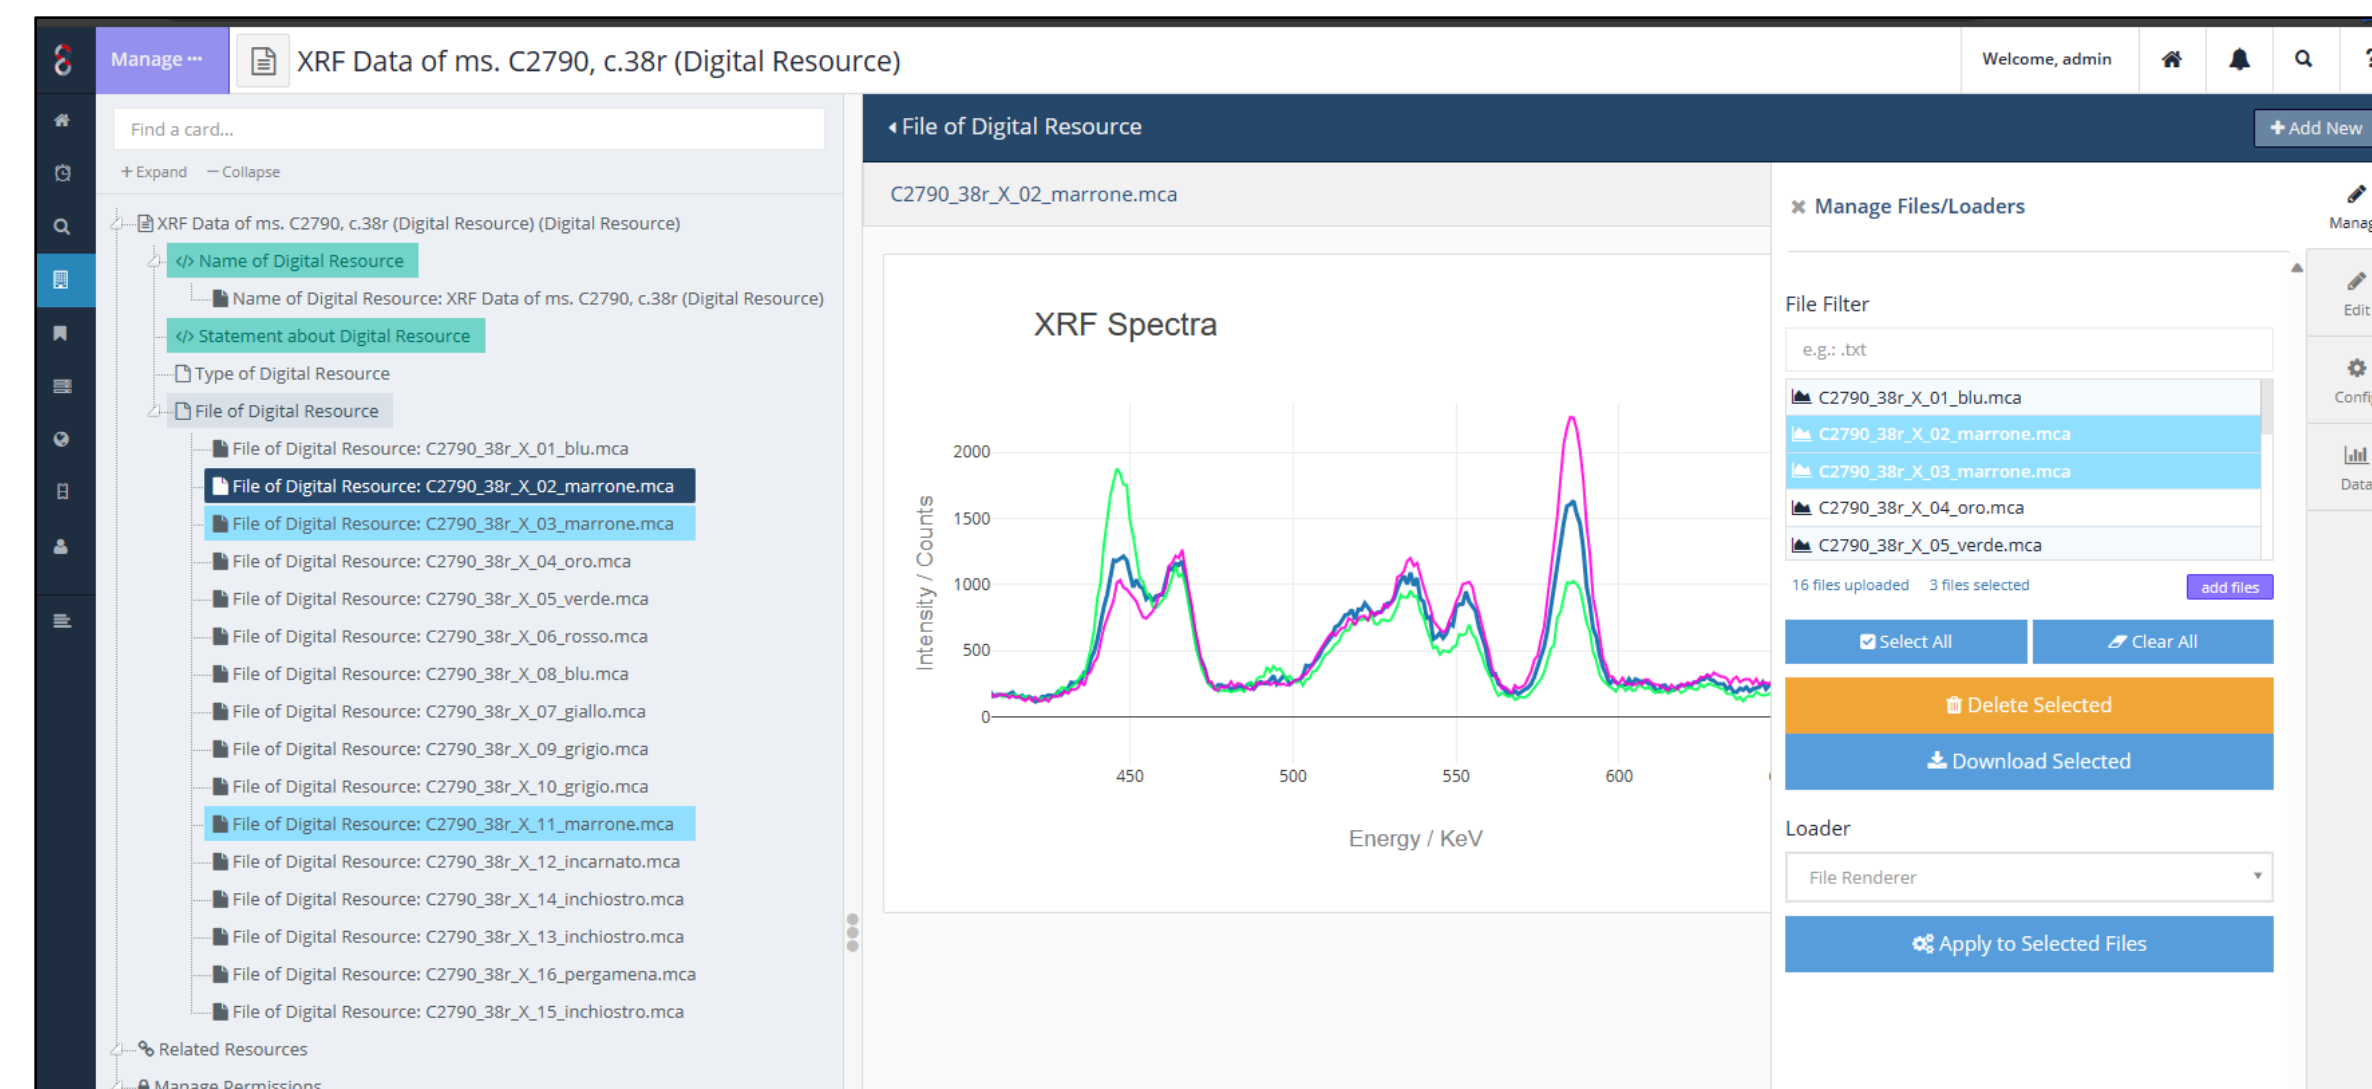 Manage ···
XRF Data of ms. C2790, c.38r (Digital Resource)
Welcome, admin
Find a card...
+ Expand
− Collapse
XRF Data of ms. C2790, c.38r (Digital Resource) (Digital Resource)
</> Name of Digital Resource
Name of Digital Resource: XRF Data of ms. C2790, c.38r (Digital Resource)
</> Statement about Digital Resource
Type of Digital Resource
File of Digital Resource
File of Digital Resource: C2790_38r_X_01_blu.mca
File of Digital Resource: C2790_38r_X_02_marrone.mca
File of Digital Resource: C2790_38r_X_03_marrone.mca
File of Digital Resource: C2790_38r_X_04_oro.mca
File of Digital Resource: C2790_38r_X_05_verde.mca
File of Digital Resource: C2790_38r_X_06_rosso.mca
File of Digital Resource: C2790_38r_X_08_blu.mca
File of Digital Resource: C2790_38r_X_07_giallo.mca
File of Digital Resource: C2790_38r_X_09_grigio.mca
File of Digital Resource: C2790_38r_X_10_grigio.mca
File of Digital Resource: C2790_38r_X_11_marrone.mca
File of Digital Resource: C2790_38r_X_12_incarnato.mca
File of Digital Resource: C2790_38r_X_14_inchiostro.mca
File of Digital Resource: C2790_38r_X_13_inchiostro.mca
File of Digital Resource: C2790_38r_X_16_pergamena.mca
File of Digital Resource: C2790_38r_X_15_inchiostro.mca
Related Resources
Manage Permissions
File of Digital Resource
+ Add New
C2790_38r_X_02_marrone.mca
XRF Spectra
2000
1500
1000
500
0
Intensity / Counts
450
500
550
600
Energy / KeV
Manage Files/Loaders
File Filter
e.g.: .txt
C2790_38r_X_01_blu.mca
C2790_38r_X_02_marrone.mca
C2790_38r_X_03_marrone.mca
C2790_38r_X_04_oro.mca
C2790_38r_X_05_verde.mca
16 files uploaded
3 files selected
add files
Select All
Clear All
Delete Selected
Download Selected
Loader
File Renderer
Apply to Selected Files
Manag
Edit
Config
Data